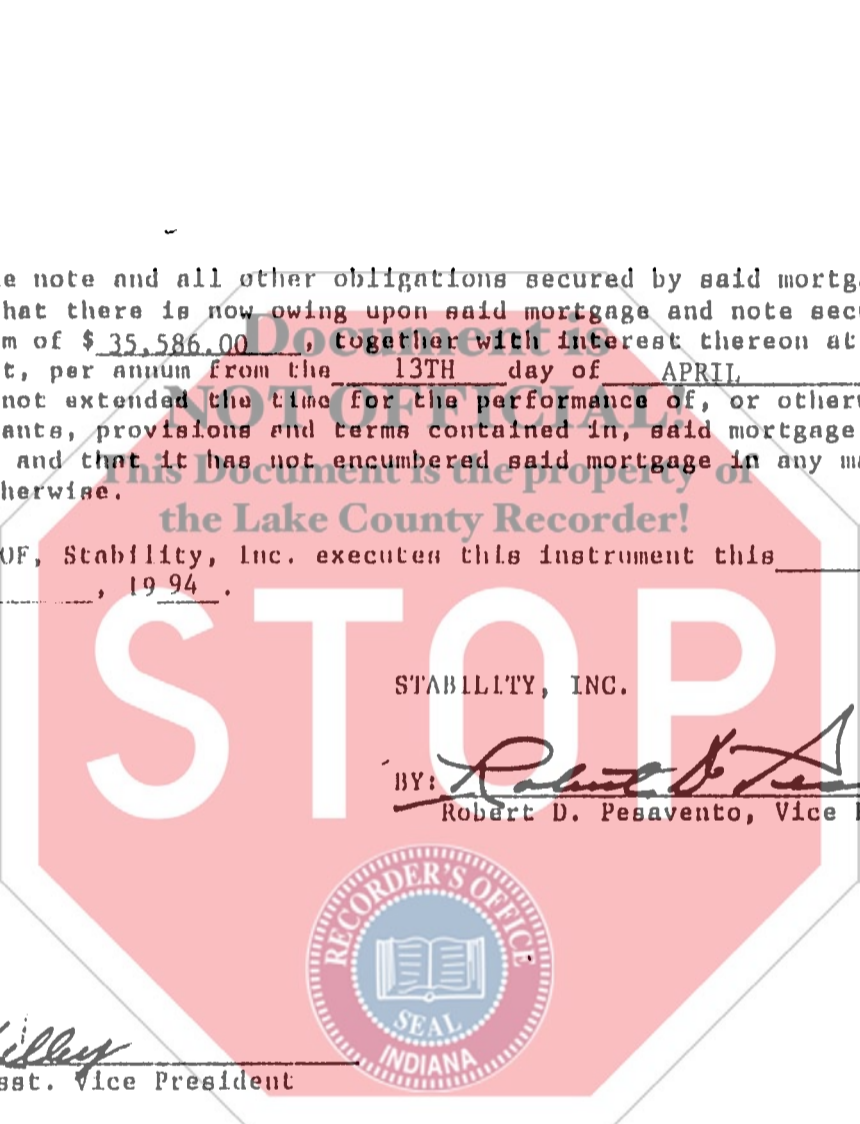 e note and all other obligations secured by said mortg
hat there is now owing upon said mortgage and note sec
m of $ 35,586.00 , together with interest thereon at
t, per annum from the 13TH day of APRIL
not extended the time for the performance of, or other
ants, provisions and terms contained in, said mortgage
and that it has not encumbered said mortgage in any m
herwise.
Document is
NOT OFFICIAL!
This Document is the property of
the Lake County Recorder!
OF, Stability, Inc. executes this instrument this
, 19 94 .
STOP
STABILITY, INC.
BY: Robert D.
Robert D. Pesavento, Vice
RECORDER'S OFFICE
SEAL
INDIANA
sst. Vice President